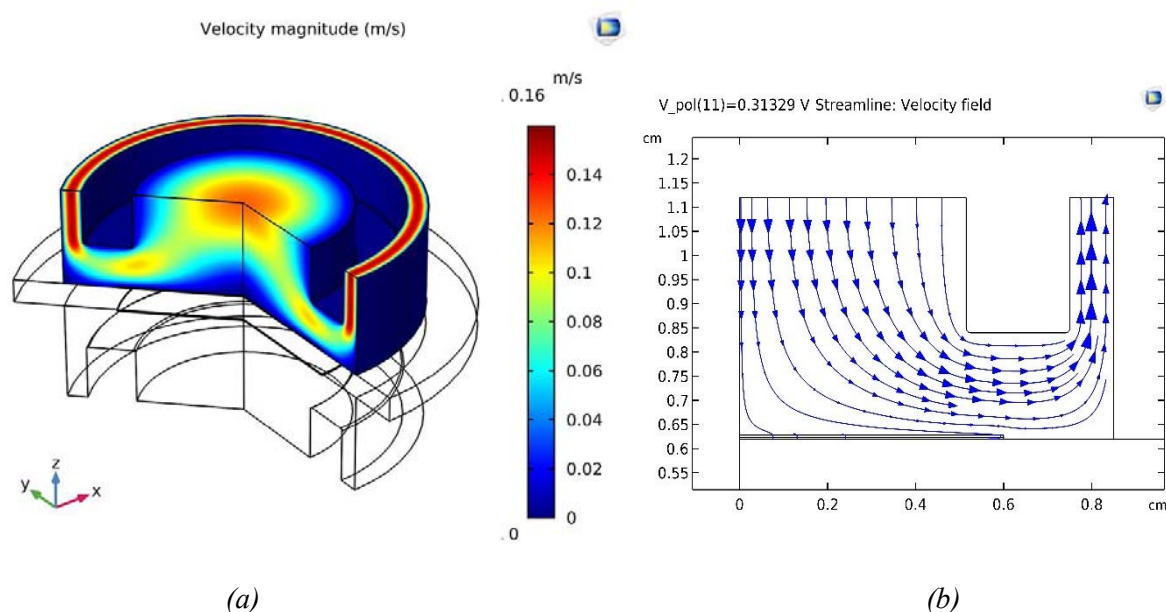 Velocity magnitude (m/s)
m/s
0.16
0.14
0.12
0.1
0.08
0.06
0.04
0.02
0
0
z
y
x
(a)
V_pol(11)=0.31329 V Streamline: Velocity field
cm
1.2
1.15
1.1
1.05
1
0.95
0.9
0.85
0.8
0.75
0.7
0.65
0.6
0.55
0
0.2
0.4
0.6
0.8
cm
(b)